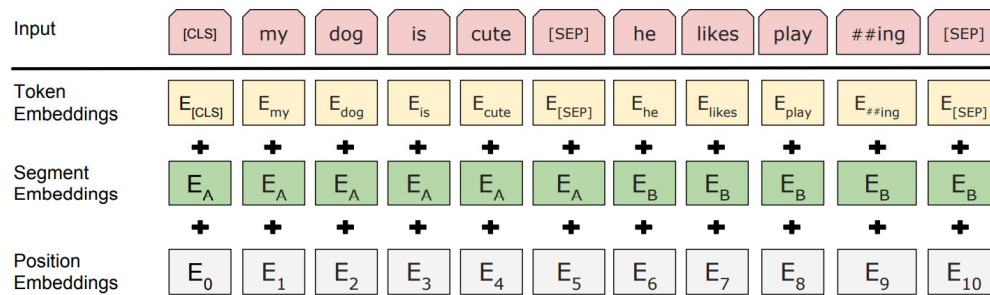 Input [CLS] my dog is cute [SEP] he likes play ##ing [SEP]
Token Embeddings E[CLS] Emy Edog Eis Ecute E[SEP] Ehe Elikes Eplay E##ing E[SEP]
+ + + + + + + + + + +
Segment Embeddings EA EA EA EA EA EA EB EB EB EB EB
+ + + + + + + + + + +
Position Embeddings E0 E1 E2 E3 E4 E5 E6 E7 E8 E9 E10